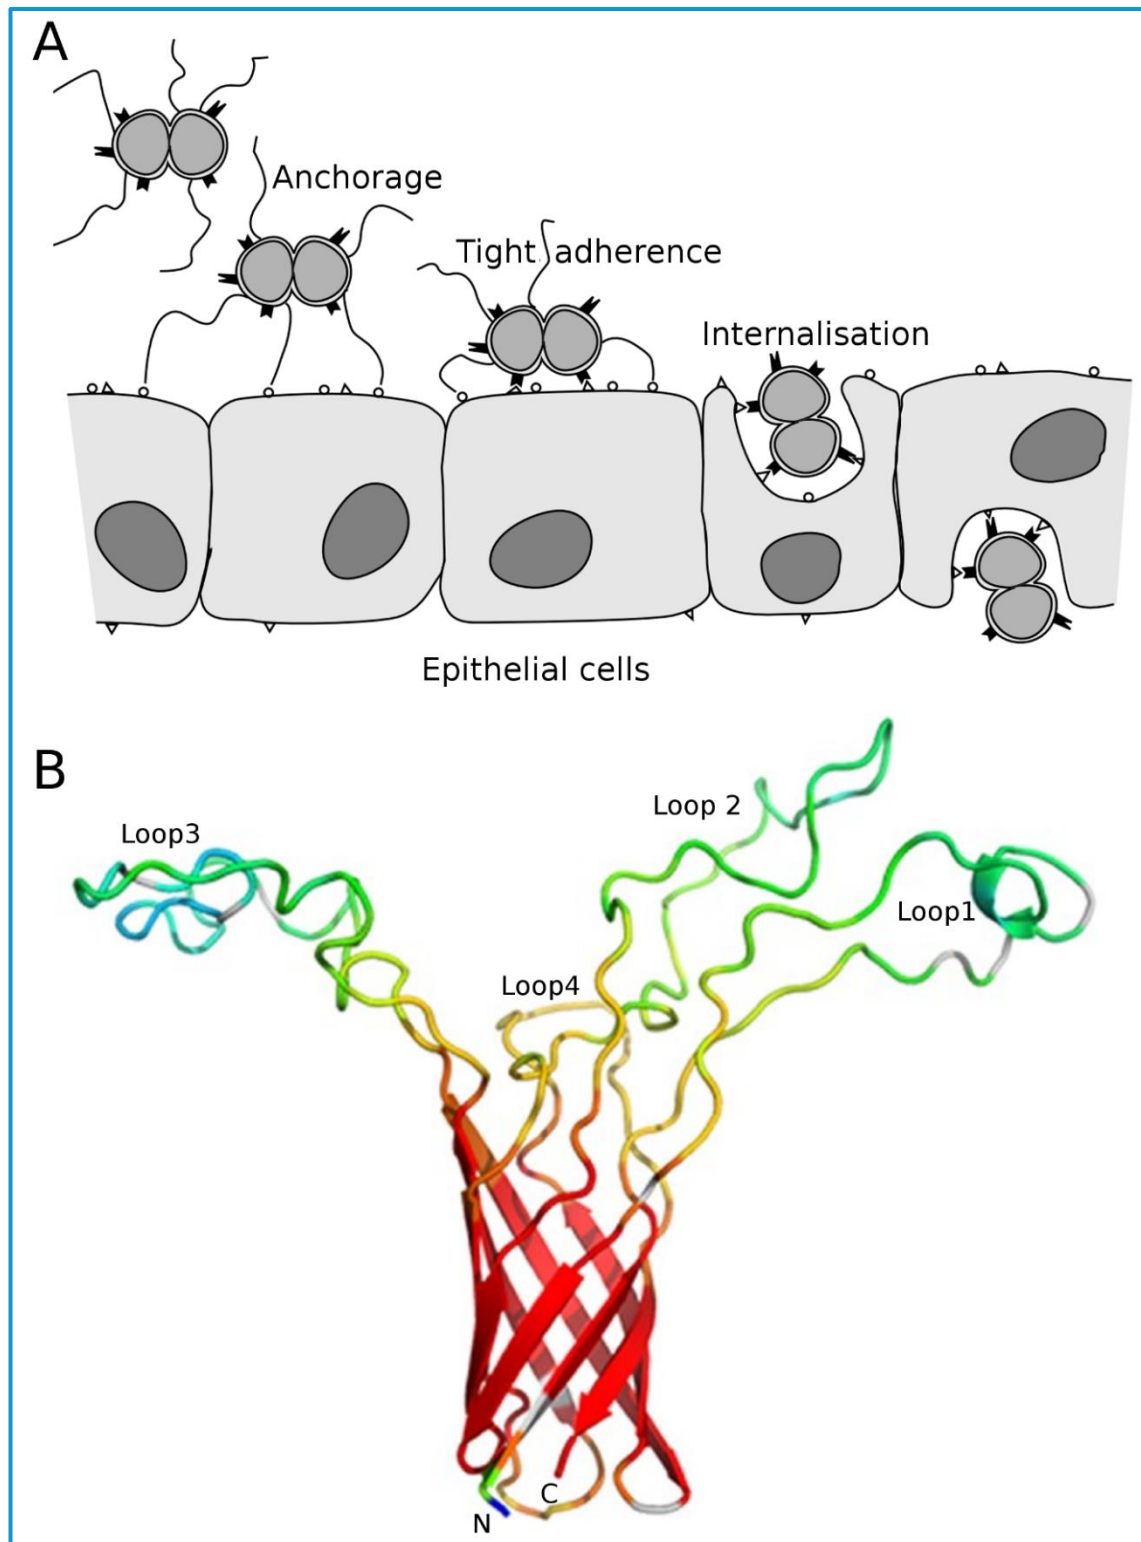 A
Anchorage
Tight adherence
Internalisation
Epithelial cells
B
Loop3
Loop 2
Loop1
Loop4
C
N